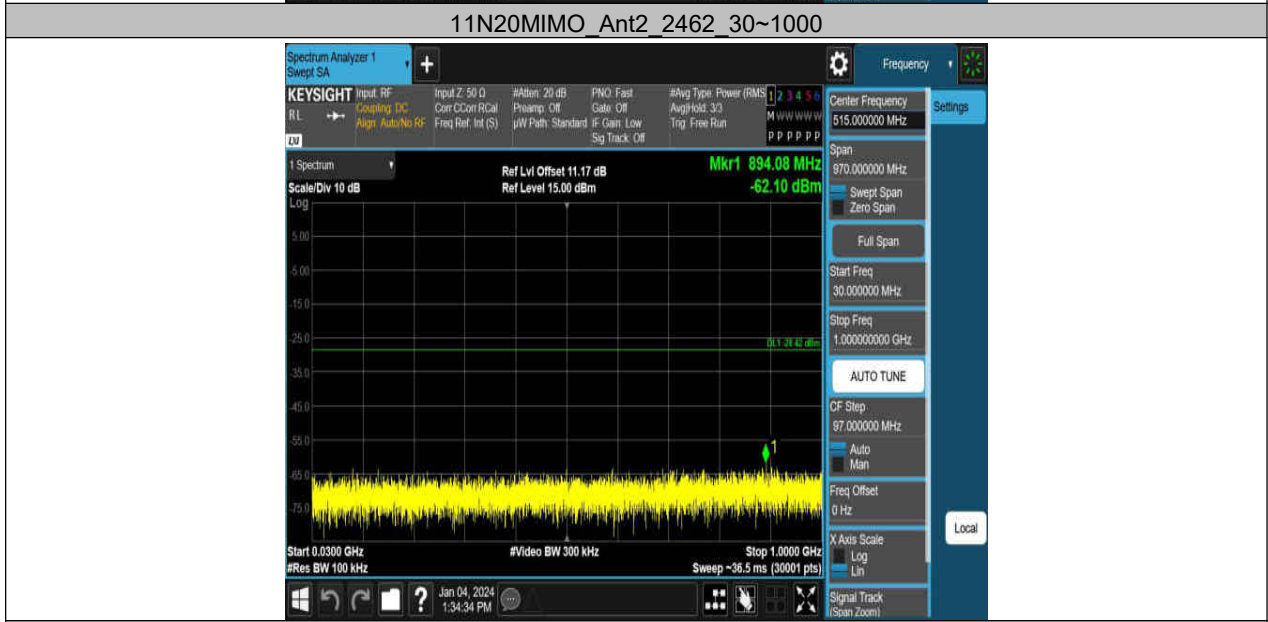 11N20MIMO_Ant2_2462_30~1000
Spectrum Analyzer 1
Swept SA
+
Frequency
KEYSIGHT
RL
LXI
Input: RF
Coupling: DC
Align: Auto/No RF
Input Z: 50 Ω
Corr CCorr RCal
Freq Ref: Int (S)
#Atten: 20 dB
Preamp: Off
µW Path: Standard
PNO: Fast
Gate: Off
IF Gain: Low
Sig Track: Off
#Avg Type: Power (RMS
Avg|Hold: 3/3
Trig: Free Run
1 2 3 4 5 6
M W W W W W
P P P P P P
Center Frequency
515.000000 MHz
Settings
Span
970.000000 MHz
Swept Span
Zero Span
Full Span
Start Freq
30.000000 MHz
Stop Freq
1.000000000 GHz
AUTO TUNE
CF Step
97.000000 MHz
Auto
Man
Freq Offset
0 Hz
X Axis Scale
Log
Lin
Signal Track
(Span Zoom)
Local
1 Spectrum
Scale/Div 10 dB
Log
Ref Lvl Offset 11.17 dB
Ref Level 15.00 dBm
Mkr1 894.08 MHz
-62.10 dBm
5.00
-5.00
-15.0
-25.0
DL1 -28.42 dBm
-35.0
-45.0
-55.0
1
-65.0
-75.0
Start 0.0300 GHz
#Res BW 100 kHz
#Video BW 300 kHz
Stop 1.0000 GHz
Sweep ~36.5 ms (30001 pts)
?
Jan 04, 2024
1:34:34 PM